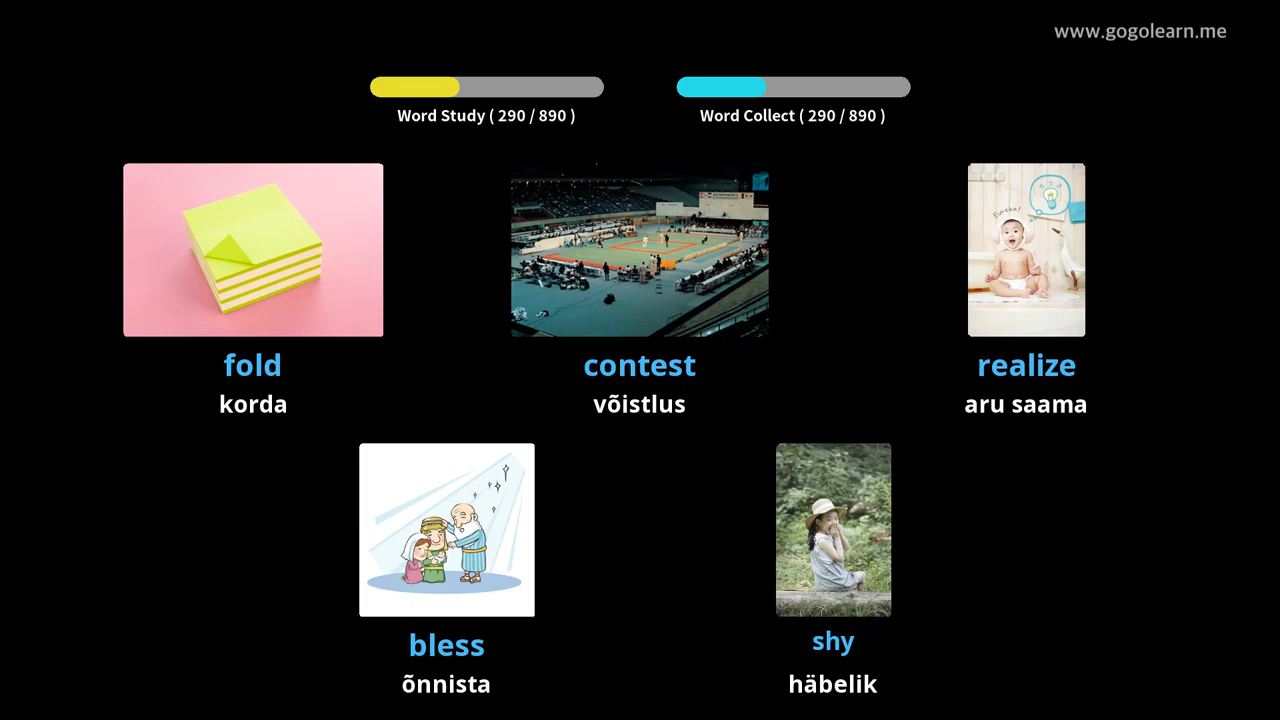 www.gogolearn.me
Word Study ( 290 / 890 )
Word Collect ( 290 / 890 )
Eureka!
fold
contest
realize
korda
võistlus
aru saama
bless
shy
õnnista
häbelik